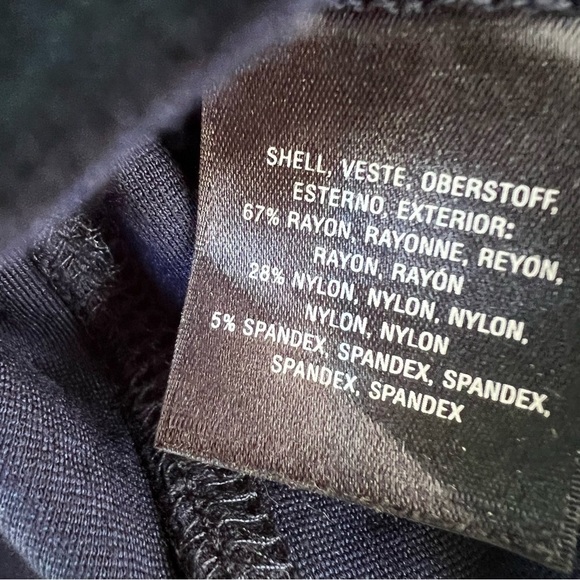 SHELL, VESTE, OBERSTOFF,
ESTERNO, EXTERIOR:
67% RAYON, RAYONNE, REYON,
RAYON, RAYÓN
28% NYLON, NYLON, NYLON,
NYLON, NYLON
5% SPANDEX, SPANDEX, SPANDEX,
SPANDEX, SPANDEX